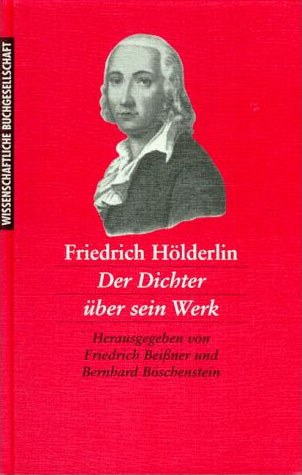 WISSENSCHAFTLICHE BUCHGESELLSCHAFT
Friedrich Hölderlin
Der Dichter
über sein Werk
Herausgegeben von
Friedrich Beißner und
Bernhard Böschenstein